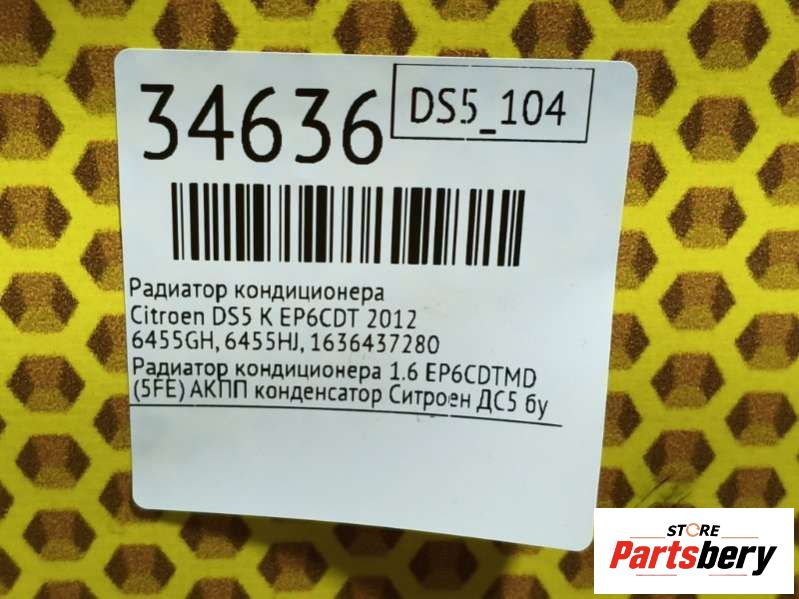 34636
DS5_104
Радиатор кондиционера
Citroen DS5 K EP6CDT 2012
6455GH, 6455HJ, 1636437280
Радиатор кондиционера 1.6 EP6CDTMD
(5FE) АКПП конденсатор Ситроен ДС5 бу
STORE
Partsbery